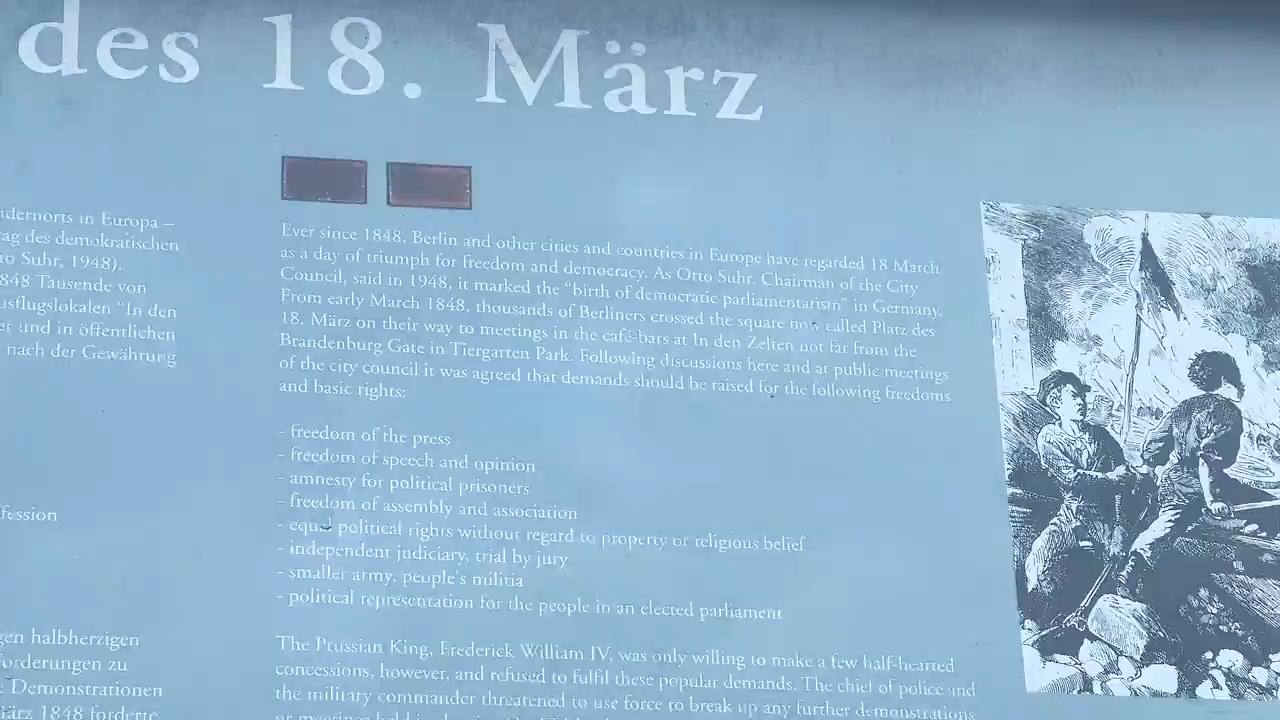 des 18. März
ndernorts in Europa –
ag des demokratischen
to Suhr, 1948).
848 Tausende von
usflugslokalen "In den
er und in öffentlichen
nach der Gewährung
fession
gen halbherzigen
forderungen zu
e Demonstrationen
März 1848 forderte
Ever since 1848, Berlin and other cities and countries in Europe have regarded 18 March
as a day of triumph for freedom and democracy. As Otto Suhr, Chairman of the City
Council, said in 1948, it marked the "birth of democratic parliamentarism" in Germany.
From early March 1848, thousands of Berliners crossed the square now called Platz des
18. März on their way to meetings in the café-bars at In den Zelten not far from the
Brandenburg Gate in Tiergarten Park. Following discussions here and at public meetings
of the city council it was agreed that demands should be raised for the following freedoms
and basic rights:
- freedom of the press
- freedom of speech and opinion
- amnesty for political prisoners
- freedom of assembly and association
- equal political rights without regard to property or religious belief
- independent judiciary, trial by jury
- smaller army, people's militia
- political representation for the people in an elected parliament
The Prussian King, Frederick William IV, was only willing to make a few half-hearted
concessions, however, and refused to fulfil these popular demands. The chief of police and
the military commander threatened to use force to break up any further demonstrations